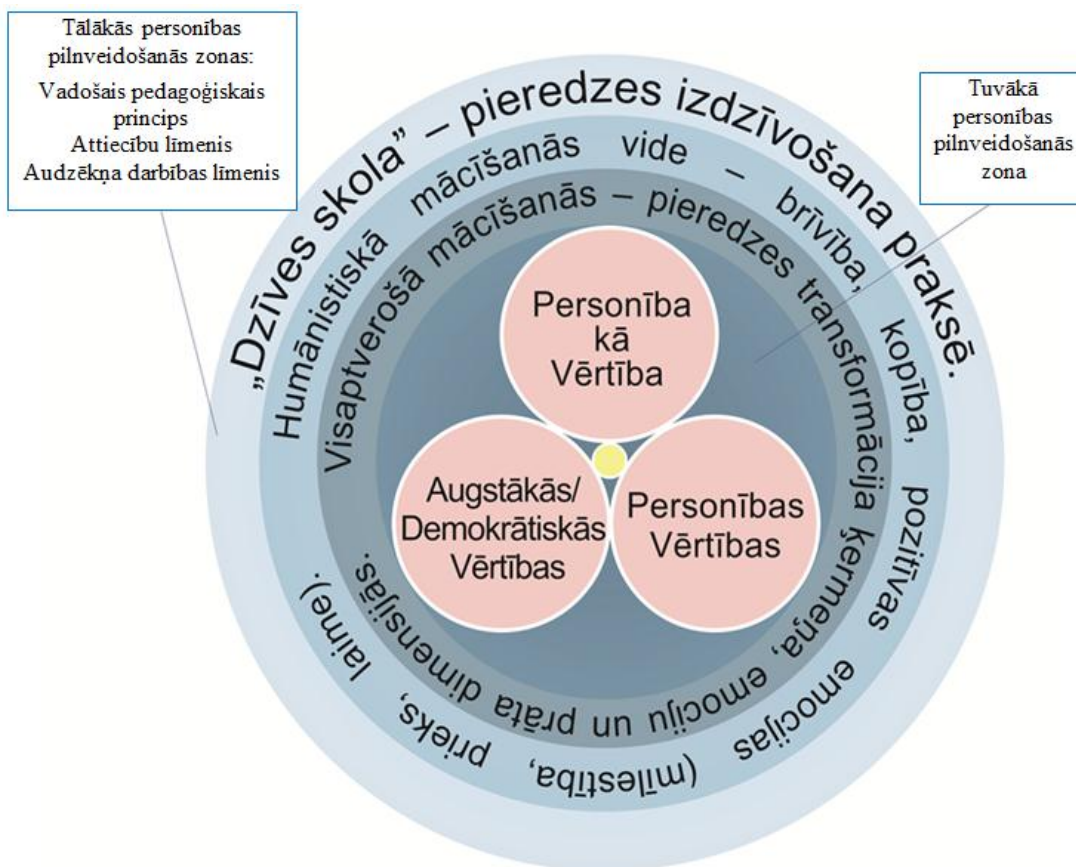 Tālākās personības
pilnveidošanās zonas:
Vadošais pedagoģiskais
princips
Attiecību līmenis
Audzēkņa darbības līmenis
Tuvākā
personības
pilnveidošanās
zona
„Dzīves skola” – pieredzes izdzīvošana praksē.
Humānistiskā mācīšanās vide – brīvība, kopība, pozitīvas emocijas (mīlestība, prieks, laime).
Visaptverošā mācīšanās – pieredzes transformācija ķermeņa, emociju un prāta dimensijās.
Personība
kā
Vērtība
Augstākās/
Demokrātiskās
Vērtības
Personības
Vērtības